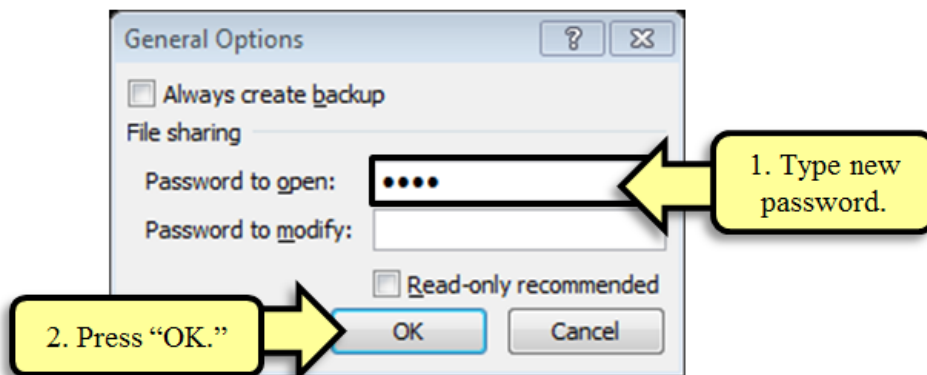 General Options
Always create backup
File sharing
Password to open: ••••
1. Type new
password.
Password to modify:
Read-only recommended
2. Press “OK.”
OK Cancel